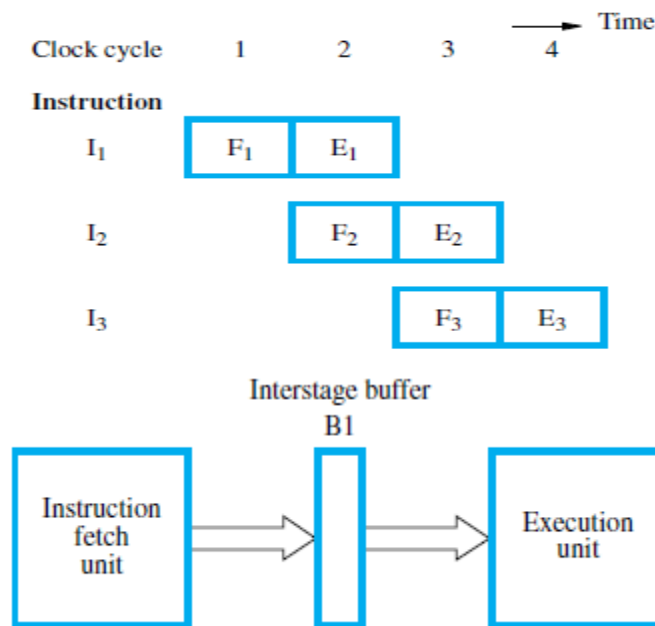 Time
Clock cycle 1 2 3 4
Instruction
I₁ F₁ E₁
I₂ F₂ E₂
I₃ F₃ E₃
Interstage buffer
B1
Instruction
fetch
unit
Execution
unit